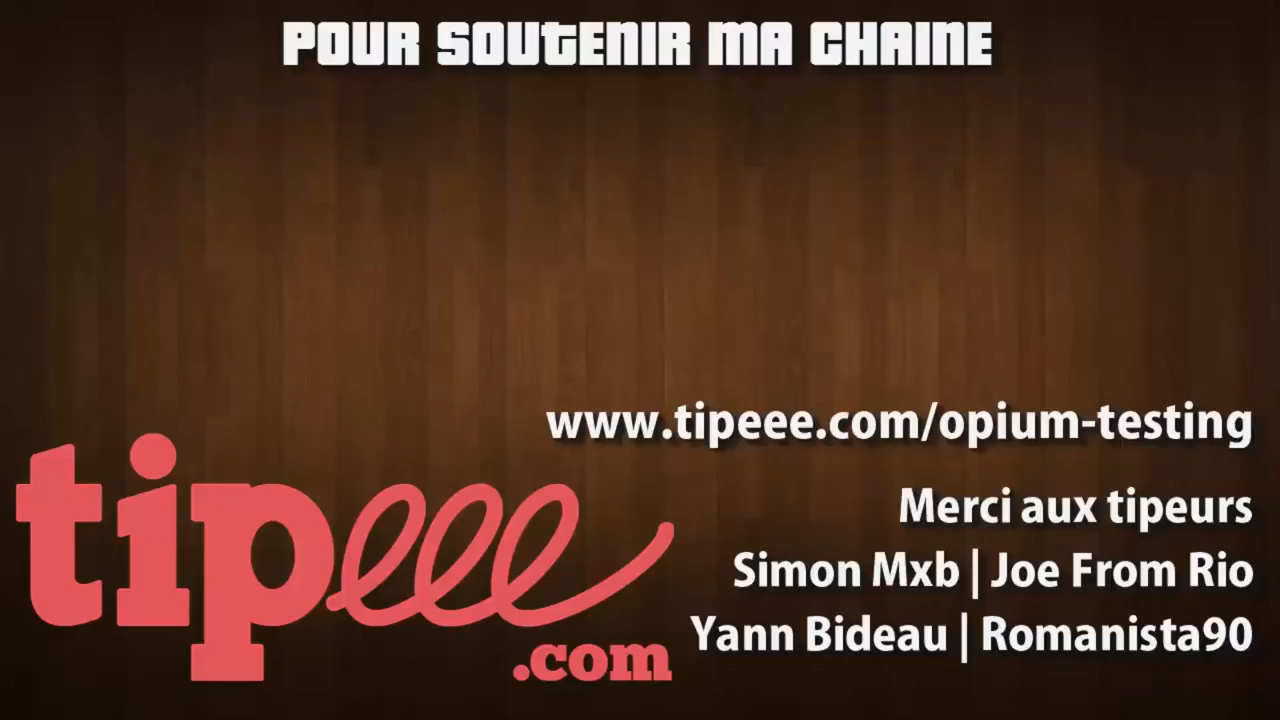 POUR SOUTENIR MA CHAINE
www.tipeee.com/opium-testing
tipeee
.com
Merci aux tipeurs
Simon Mxb | Joe From Rio
Yann Bideau | Romanista90